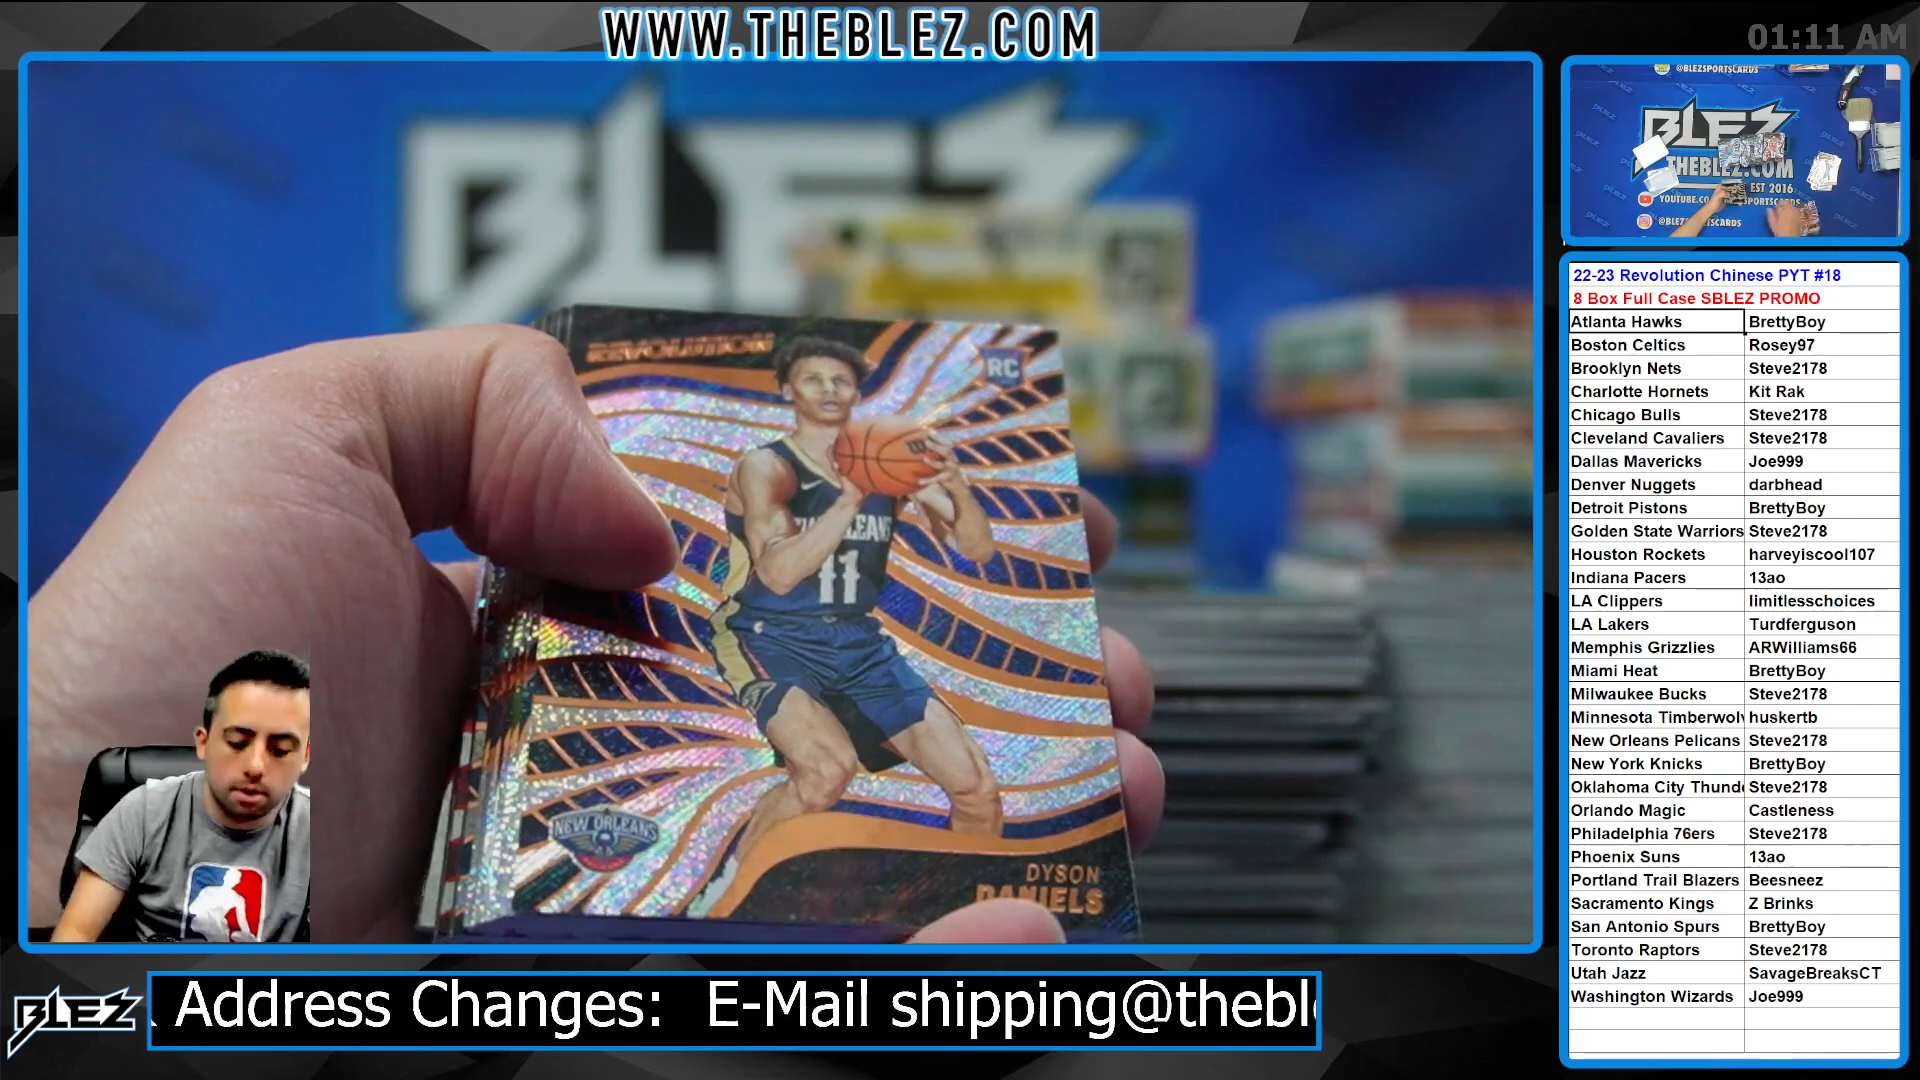 WWW.THEBLEZ.COM
01:11 AM
BLEZ
REVOLUTION
RC
11
NEW ORLEANS
DYSON
DANIELS
@BLEZSPORTSCARDS
BLEZ
THEBLEZ.COM
EST 2016
22-23 Revolution Chinese PYT #18
8 Box Full Case SBLEZ PROMO
Atlanta Hawks BrettyBoy
Boston Celtics Rosey97
Brooklyn Nets Steve2178
Charlotte Hornets Kit Rak
Chicago Bulls Steve2178
Cleveland Cavaliers Steve2178
Dallas Mavericks Joe999
Denver Nuggets darbhead
Detroit Pistons BrettyBoy
Golden State Warriors Steve2178
Houston Rockets harveyiscool107
Indiana Pacers 13ao
LA Clippers limitlesschoices
LA Lakers Turdferguson
Memphis Grizzlies ARWilliams66
Miami Heat BrettyBoy
Milwaukee Bucks Steve2178
Minnesota Timberwolv huskertb
New Orleans Pelicans Steve2178
New York Knicks BrettyBoy
Oklahoma City Thund Steve2178
Orlando Magic Castleness
Philadelphia 76ers Steve2178
Phoenix Suns 13ao
Portland Trail Blazers Beesneez
Sacramento Kings Z Brinks
San Antonio Spurs BrettyBoy
Toronto Raptors Steve2178
Utah Jazz SavageBreaksCT
Washington Wizards Joe999
BLEZ
Address Changes: E-Mail shipping@thebl